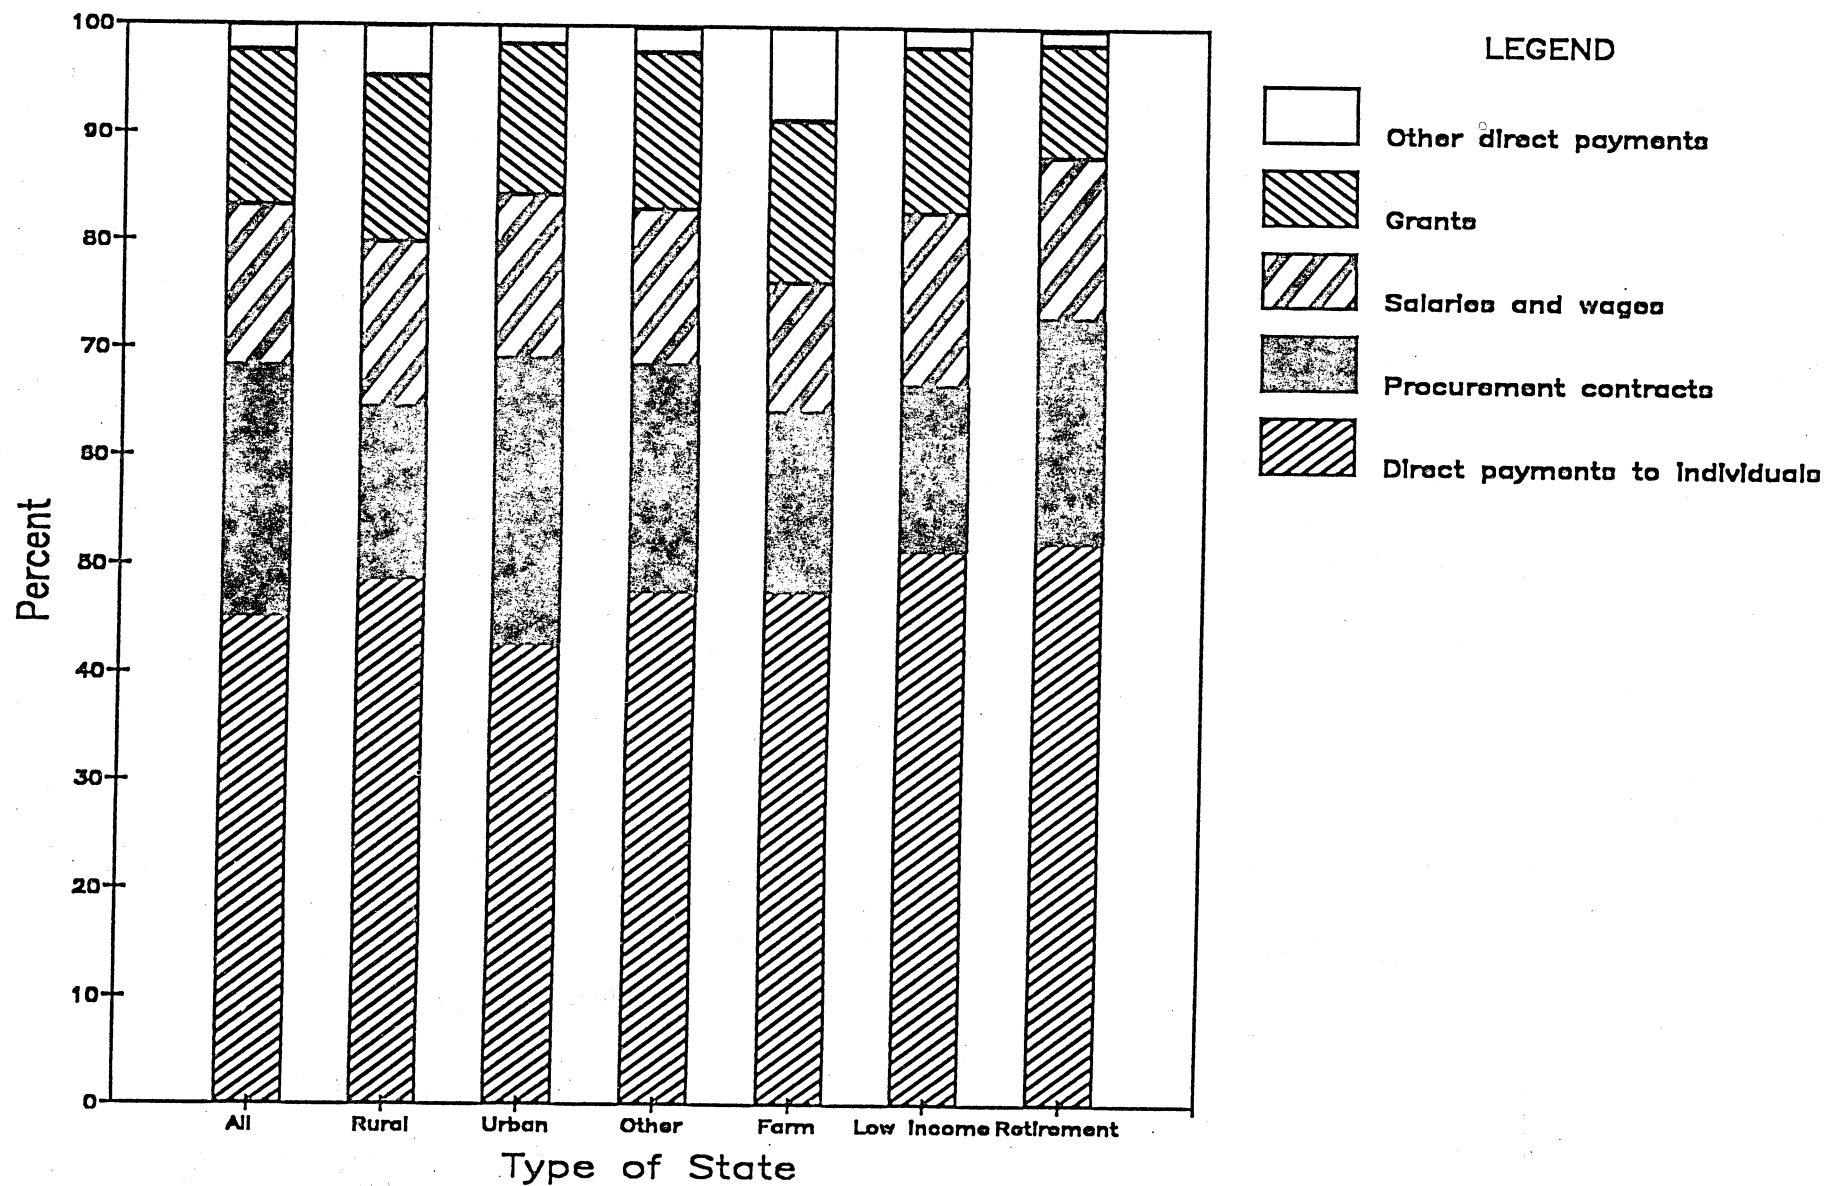 LEGEND
Other direct payments
Grants
Salaries and wages
Procurement contracts
Direct payments to individuals
Percent
100
90
80
70
60
50
40
30
20
10
0
All
Rural
Urban
Other
Farm
Low Income
Retirement
Type of State